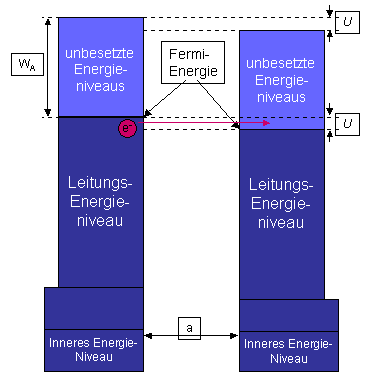 U
W_A
unbesetzte
Energie-
niveaus
Fermi-
Energie
unbesetzte
Energie-
niveaus
U
e⁻
Leitungs-
Energie-
niveau
Leitungs-
Energie-
niveau
a
Inneres Energie-
Niveau
Inneres Energie-
Niveau